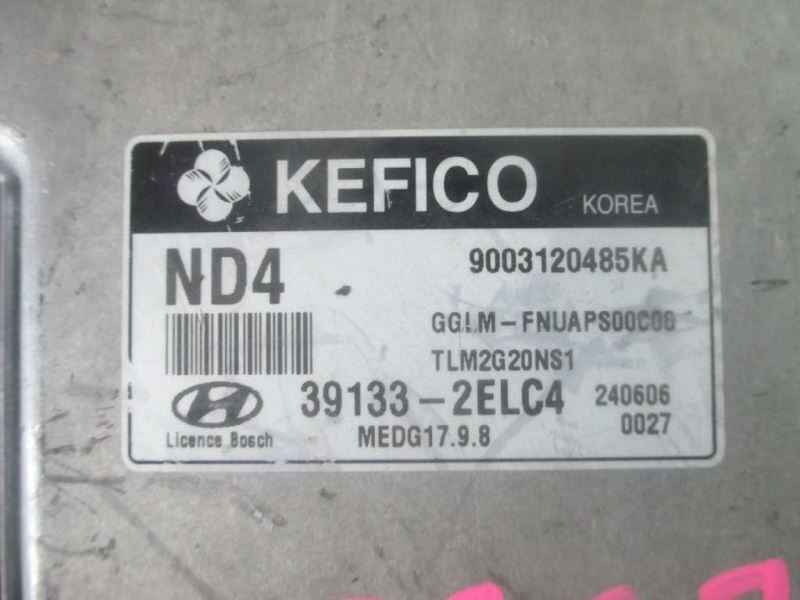 KEFICO KOREA
ND4 9003120485KA
GGLM-FNUAPS00C00
TLM2G20NS1
39133-2ELC4 240606
Licence Bosch MEDG17.9.8 0027